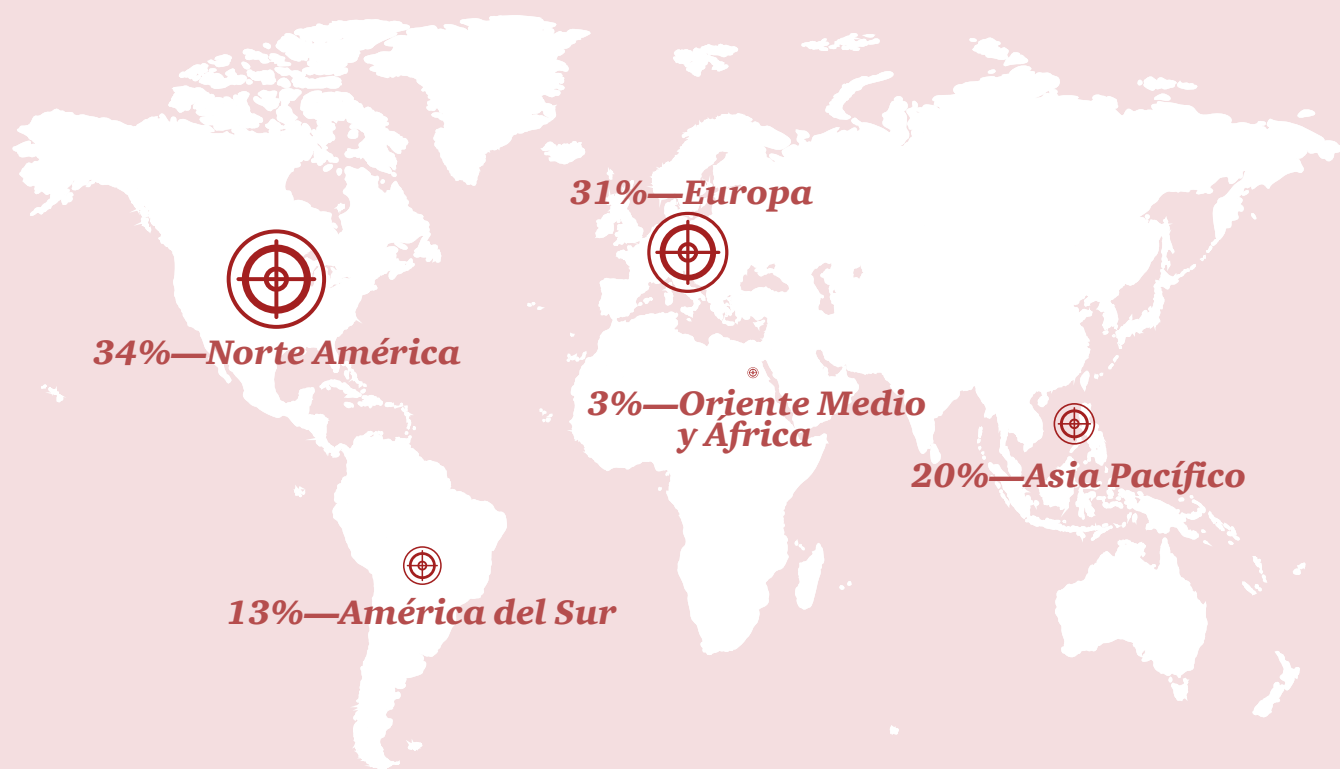 31%—Europa
34%—Norte América
3%—Oriente Medio
y África
20%—Asia Pacífico
13%—América del Sur